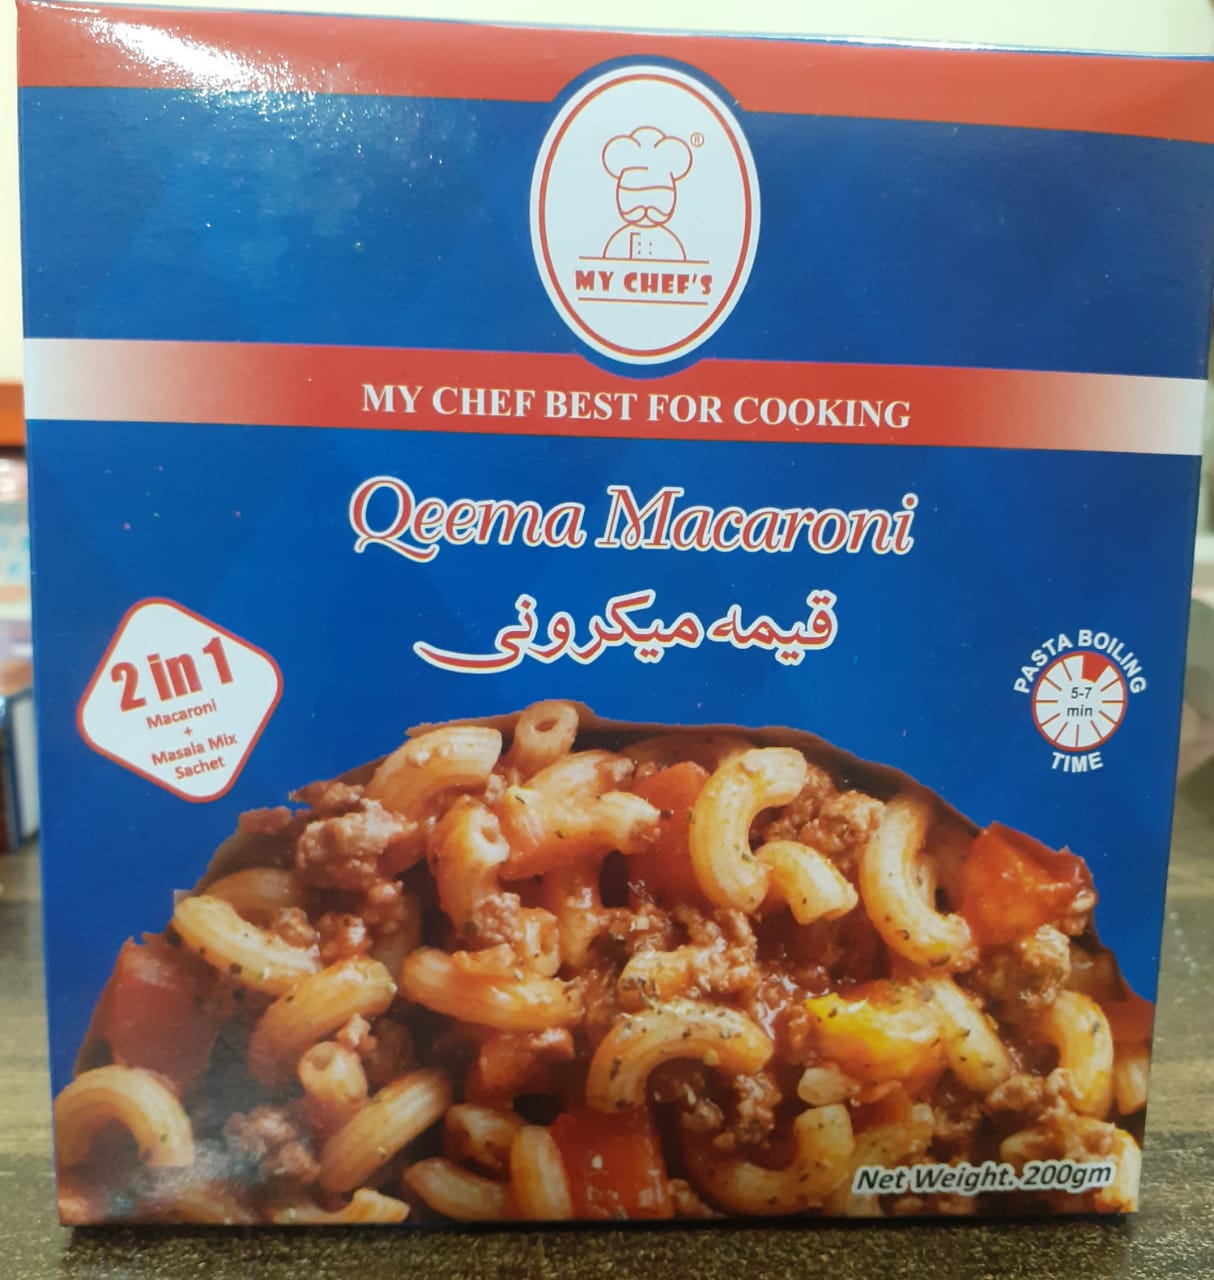 ®
MY CHEF'S
MY CHEF BEST FOR COOKING
Qeema Macaroni
قیمہ میکرونی
2 in 1
Macaroni
+
Masala Mix
Sachet
PASTA BOILING
5-7
min
TIME
Net Weight. 200gm